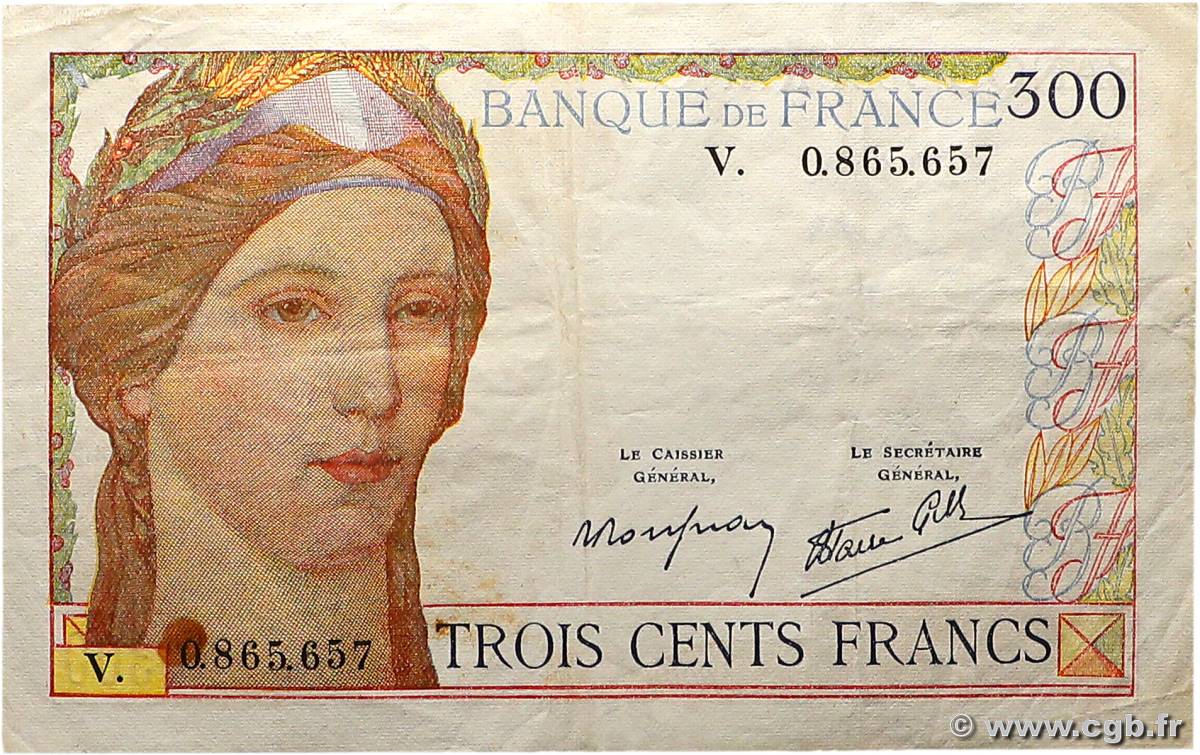 BANQUE DE FRANCE 300
V. 0.865.657
LE CAISSIER
GÉNÉRAL,
LE SECRÉTAIRE
GÉNÉRAL,
V. 0.865.657
TROIS CENTS FRANCS
© www.cgb.fr